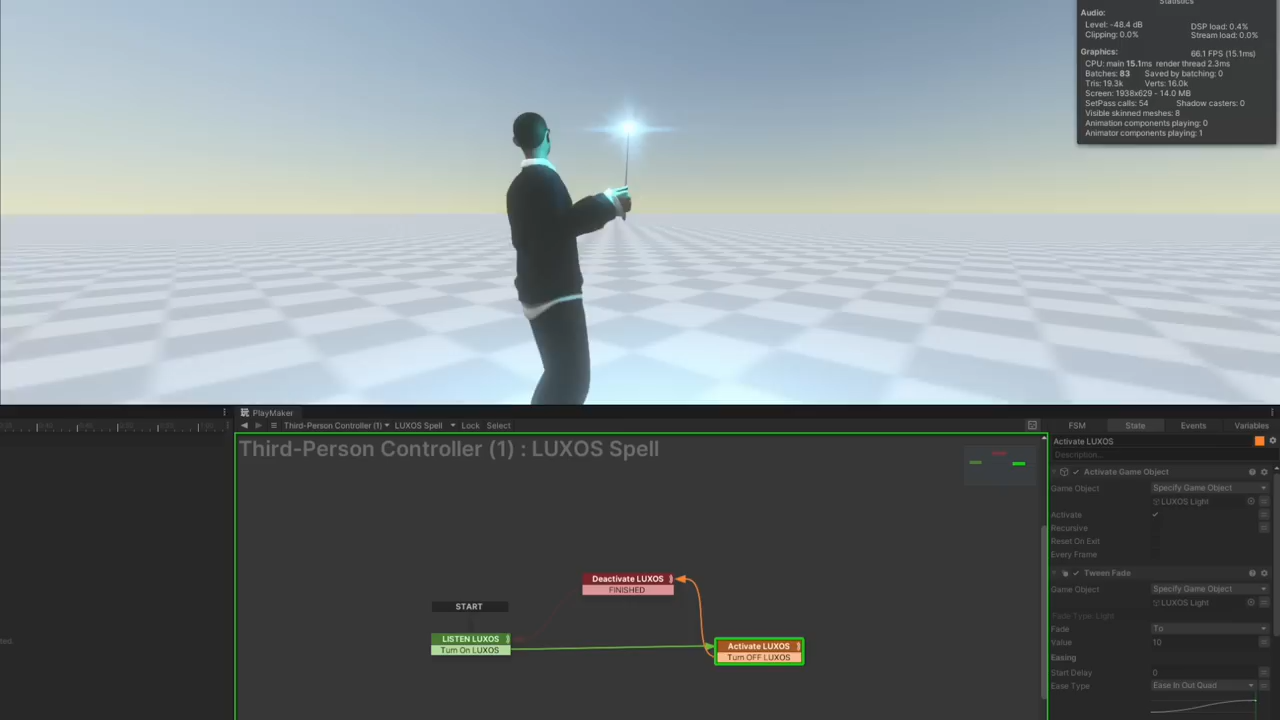 Statistics
Audio:
Level: -48.4 dB DSP load: 0.4%
Clipping: 0.0% Stream load: 0.0%
Graphics: 66.1 FPS (15.1ms)
CPU: main 15.1ms render thread 2.3ms
Batches: 83 Saved by batching: 0
Tris: 19.3k Verts: 16.0k
Screen: 1938x629 - 14.0 MB
SetPass calls: 54 Shadow casters: 0
Visible skinned meshes: 8
Animation components playing: 0
Animator components playing: 1
PlayMaker
Third-Person Controller (1) LUXOS Spell Lock Select
FSM State Events Variables
Third-Person Controller (1) : LUXOS Spell
Activate LUXOS
Description...
Activate Game Object
Game Object Specify Game Object
LUXOS Light
Activate
Recursive
Reset On Exit
Every Frame
Tween Fade
Game Object Specify Game Object
LUXOS Light
Fade Type: Light
Fade To
Value 10
Easing
Start Delay 0
Ease Type Ease In Out Quad
Deactivate LUXOS
FINISHED
START
LISTEN LUXOS
Turn On LUXOS
Activate LUXOS
Turn OFF LUXOS